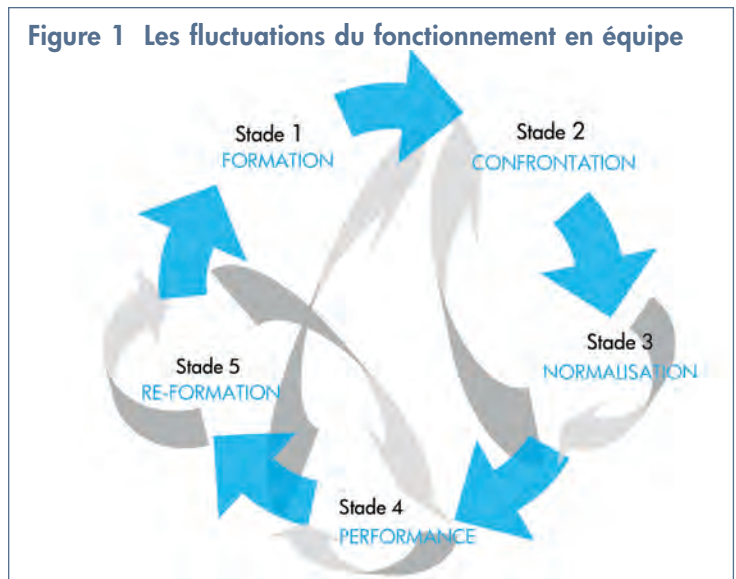 Figure 1 Les fluctuations du fonctionnement en équipe
Stade 1
FORMATION
Stade 2
CONFRONTATION
Stade 3
NORMALISATION
Stade 4
PERFORMANCE
Stade 5
RE-FORMATION